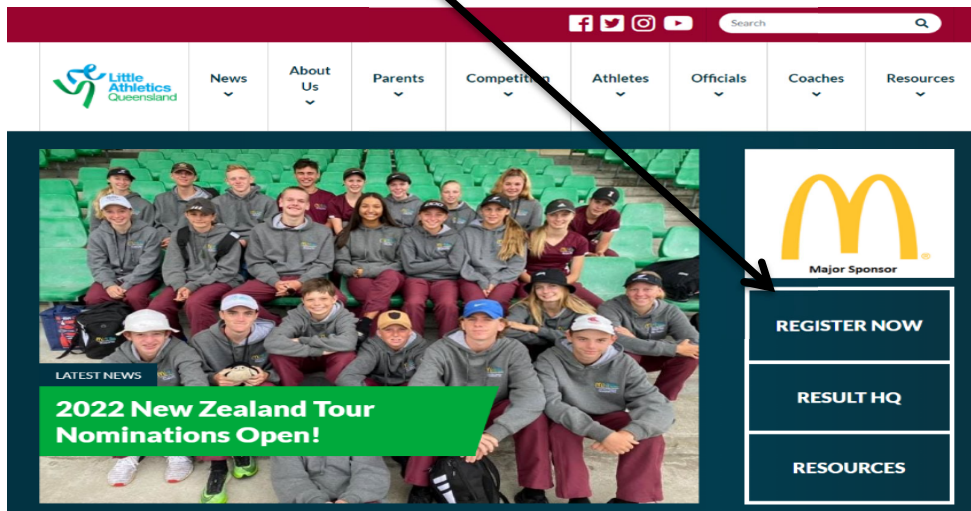 Search
Little
Athletics
Queensland
News
About
Us
Parents
Competition
Athletes
Officials
Coaches
Resources
Major Sponsor
REGISTER NOW
RESULT HQ
RESOURCES
LATEST NEWS
2022 New Zealand Tour
Nominations Open!